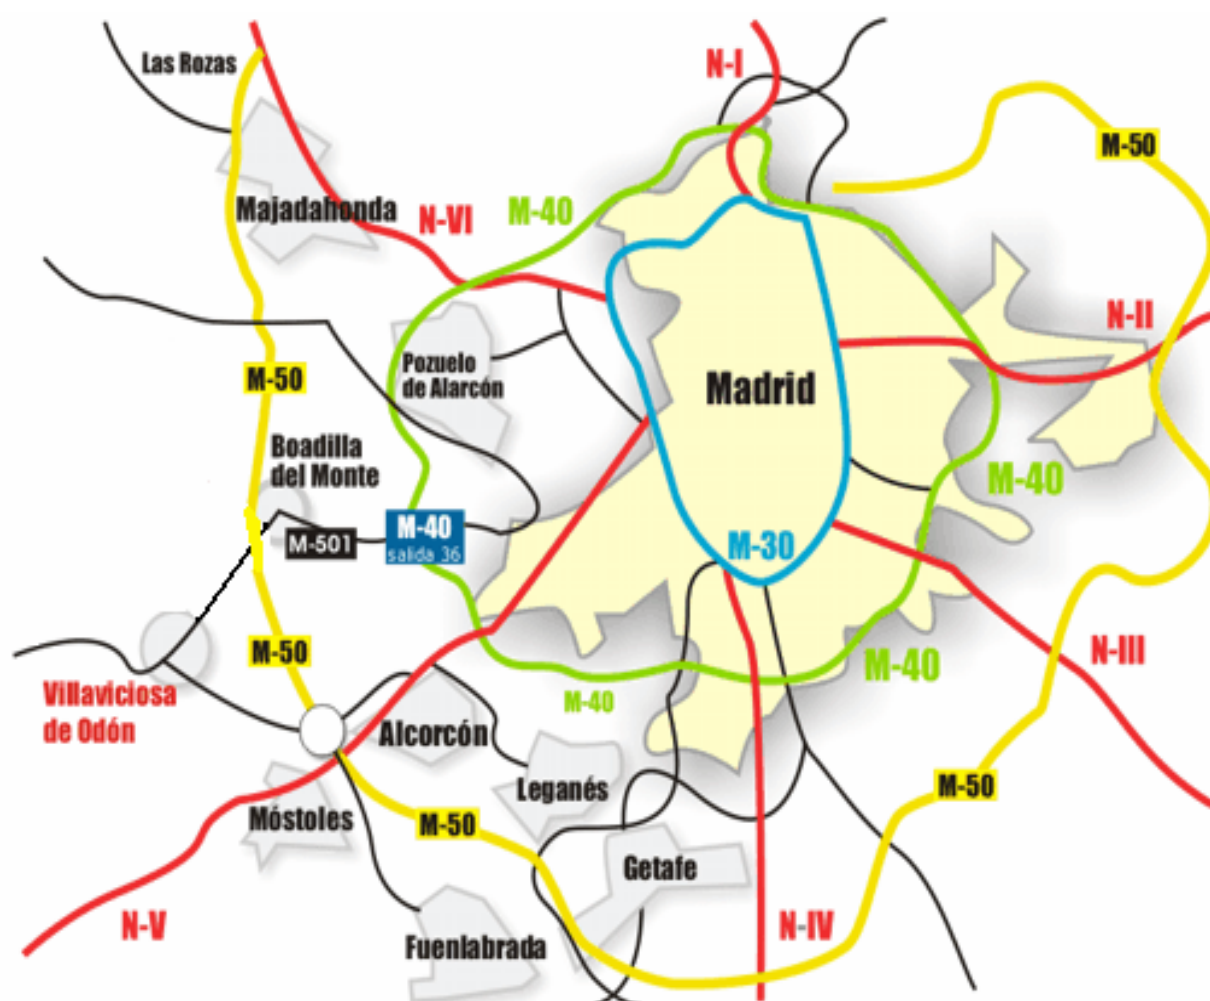 Las Rozas
N-I
M-50
Majadahonda
N-VI
M-40
N-II
M-50
Pozuelo
de Alarcón
Madrid
Boadilla
del Monte
M-40
M-501
M-40
salida 36
M-30
M-50
M-40
N-III
Villaviciosa
de Odón
M-40
Alcorcón
Leganés
M-50
Móstoles
M-50
Getafe
N-V
N-IV
Fuenlabrada